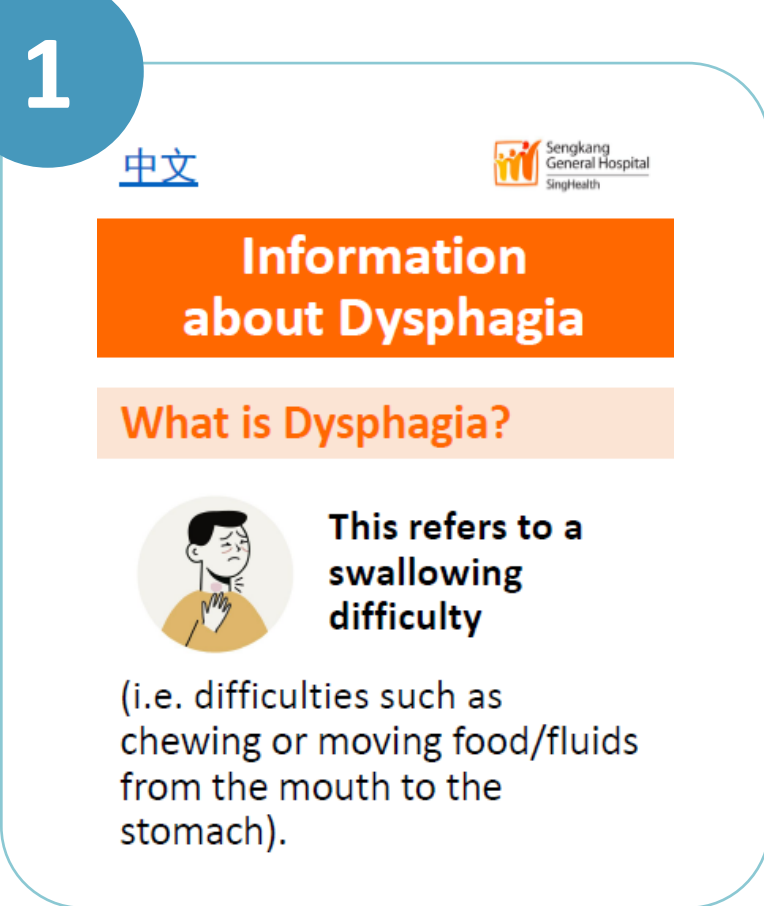 1
中文
Sengkang
General Hospital
SingHealth
Information
about Dysphagia
What is Dysphagia?
This refers to a
swallowing
difficulty
(i.e. difficulties such as
chewing or moving food/fluids
from the mouth to the
stomach).